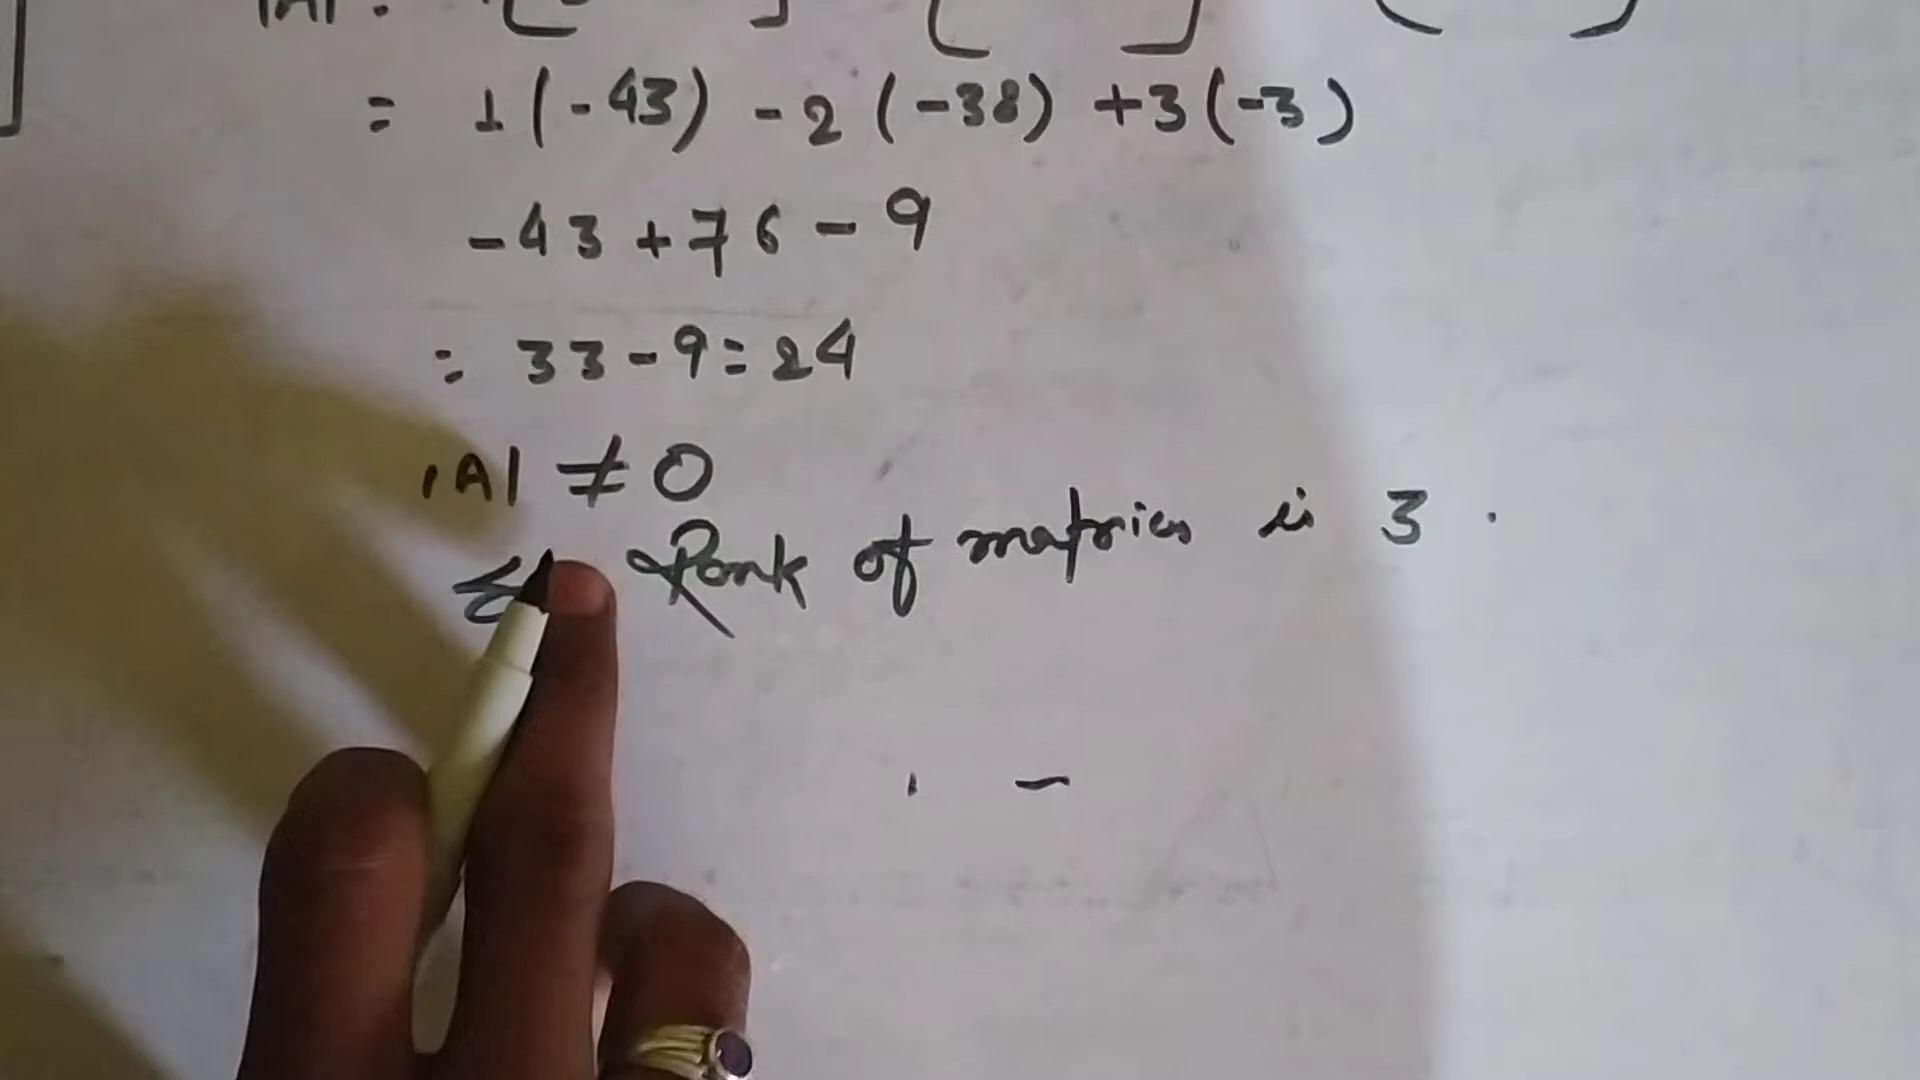 |A| :
= 1 (-43) - 2 (-38) + 3 (-3)
-43 + 76 - 9
= 33 - 9 = 24
|A| ≠ 0
Rank of matrics is 3 .